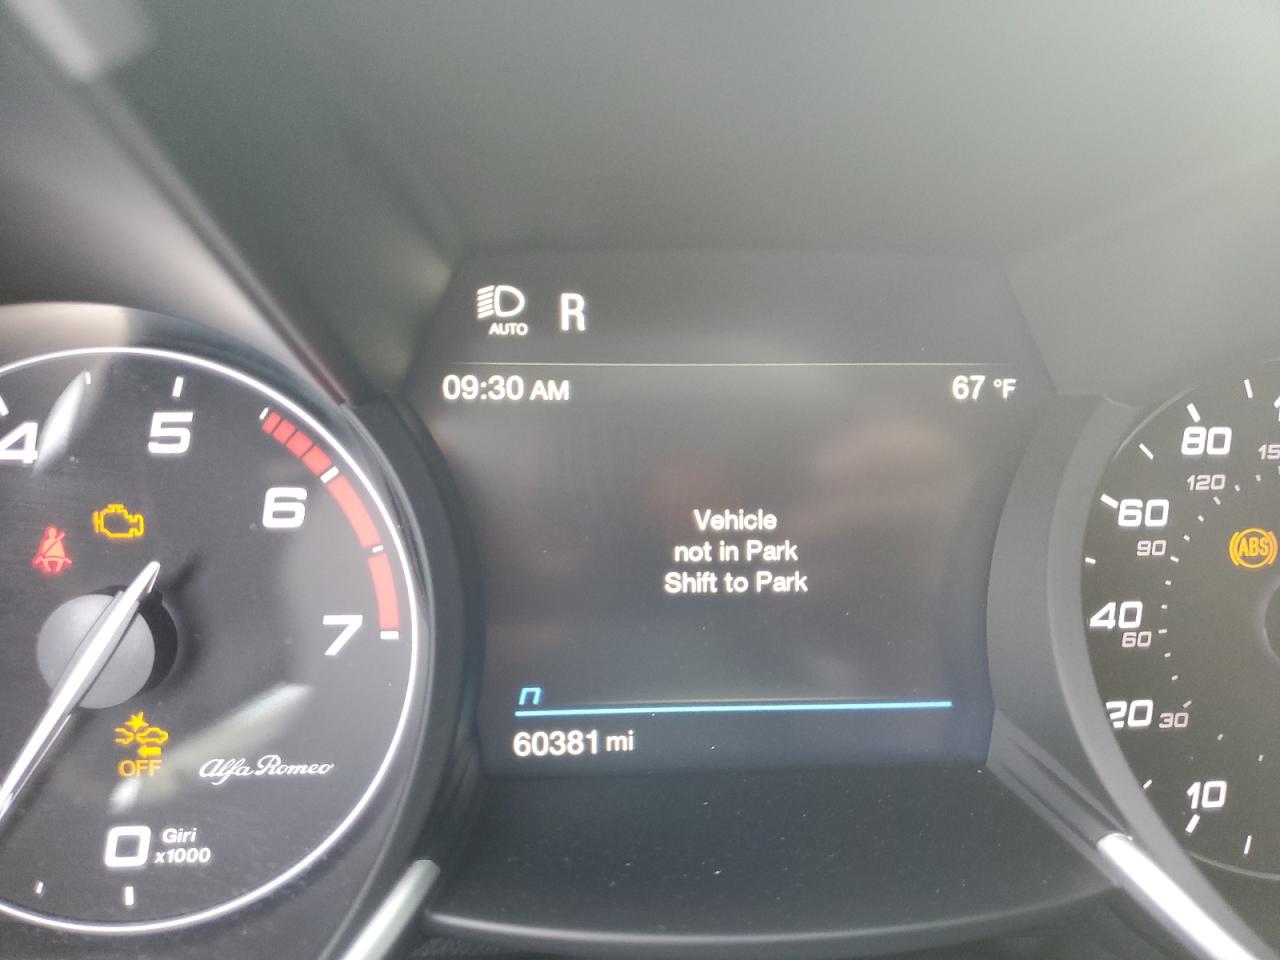 AUTO R
09:30 AM 67 °F
Vehicle
not in Park
Shift to Park
n
60381 mi
4 5 6 7
OFF
Alfa Romeo
0 Giri
x1000
80
120
60
90
ABS
40
60
20 30
10